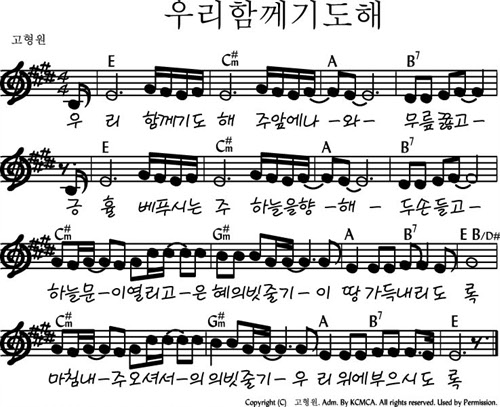 우리함께기도해
고형원
E C#m A B7
우 리 함께기도 해 주앞에나-와- 무릎꿇고-
E C#m A B7
긍 휼 베푸시는 주 하늘을향-해- 두손들고-
C#m G#m A B7 E B/D#
하늘문-이열리고-은 혜의빗줄기-이 땅 가득내리도 록
C#m G#m A B7 E
마침내-주오셔서-의 의빗줄기-우 리 위에부으시도 록
Copyright (C) 고형원. Adm. By KCMCA. All rights reserved. Used by Permission.